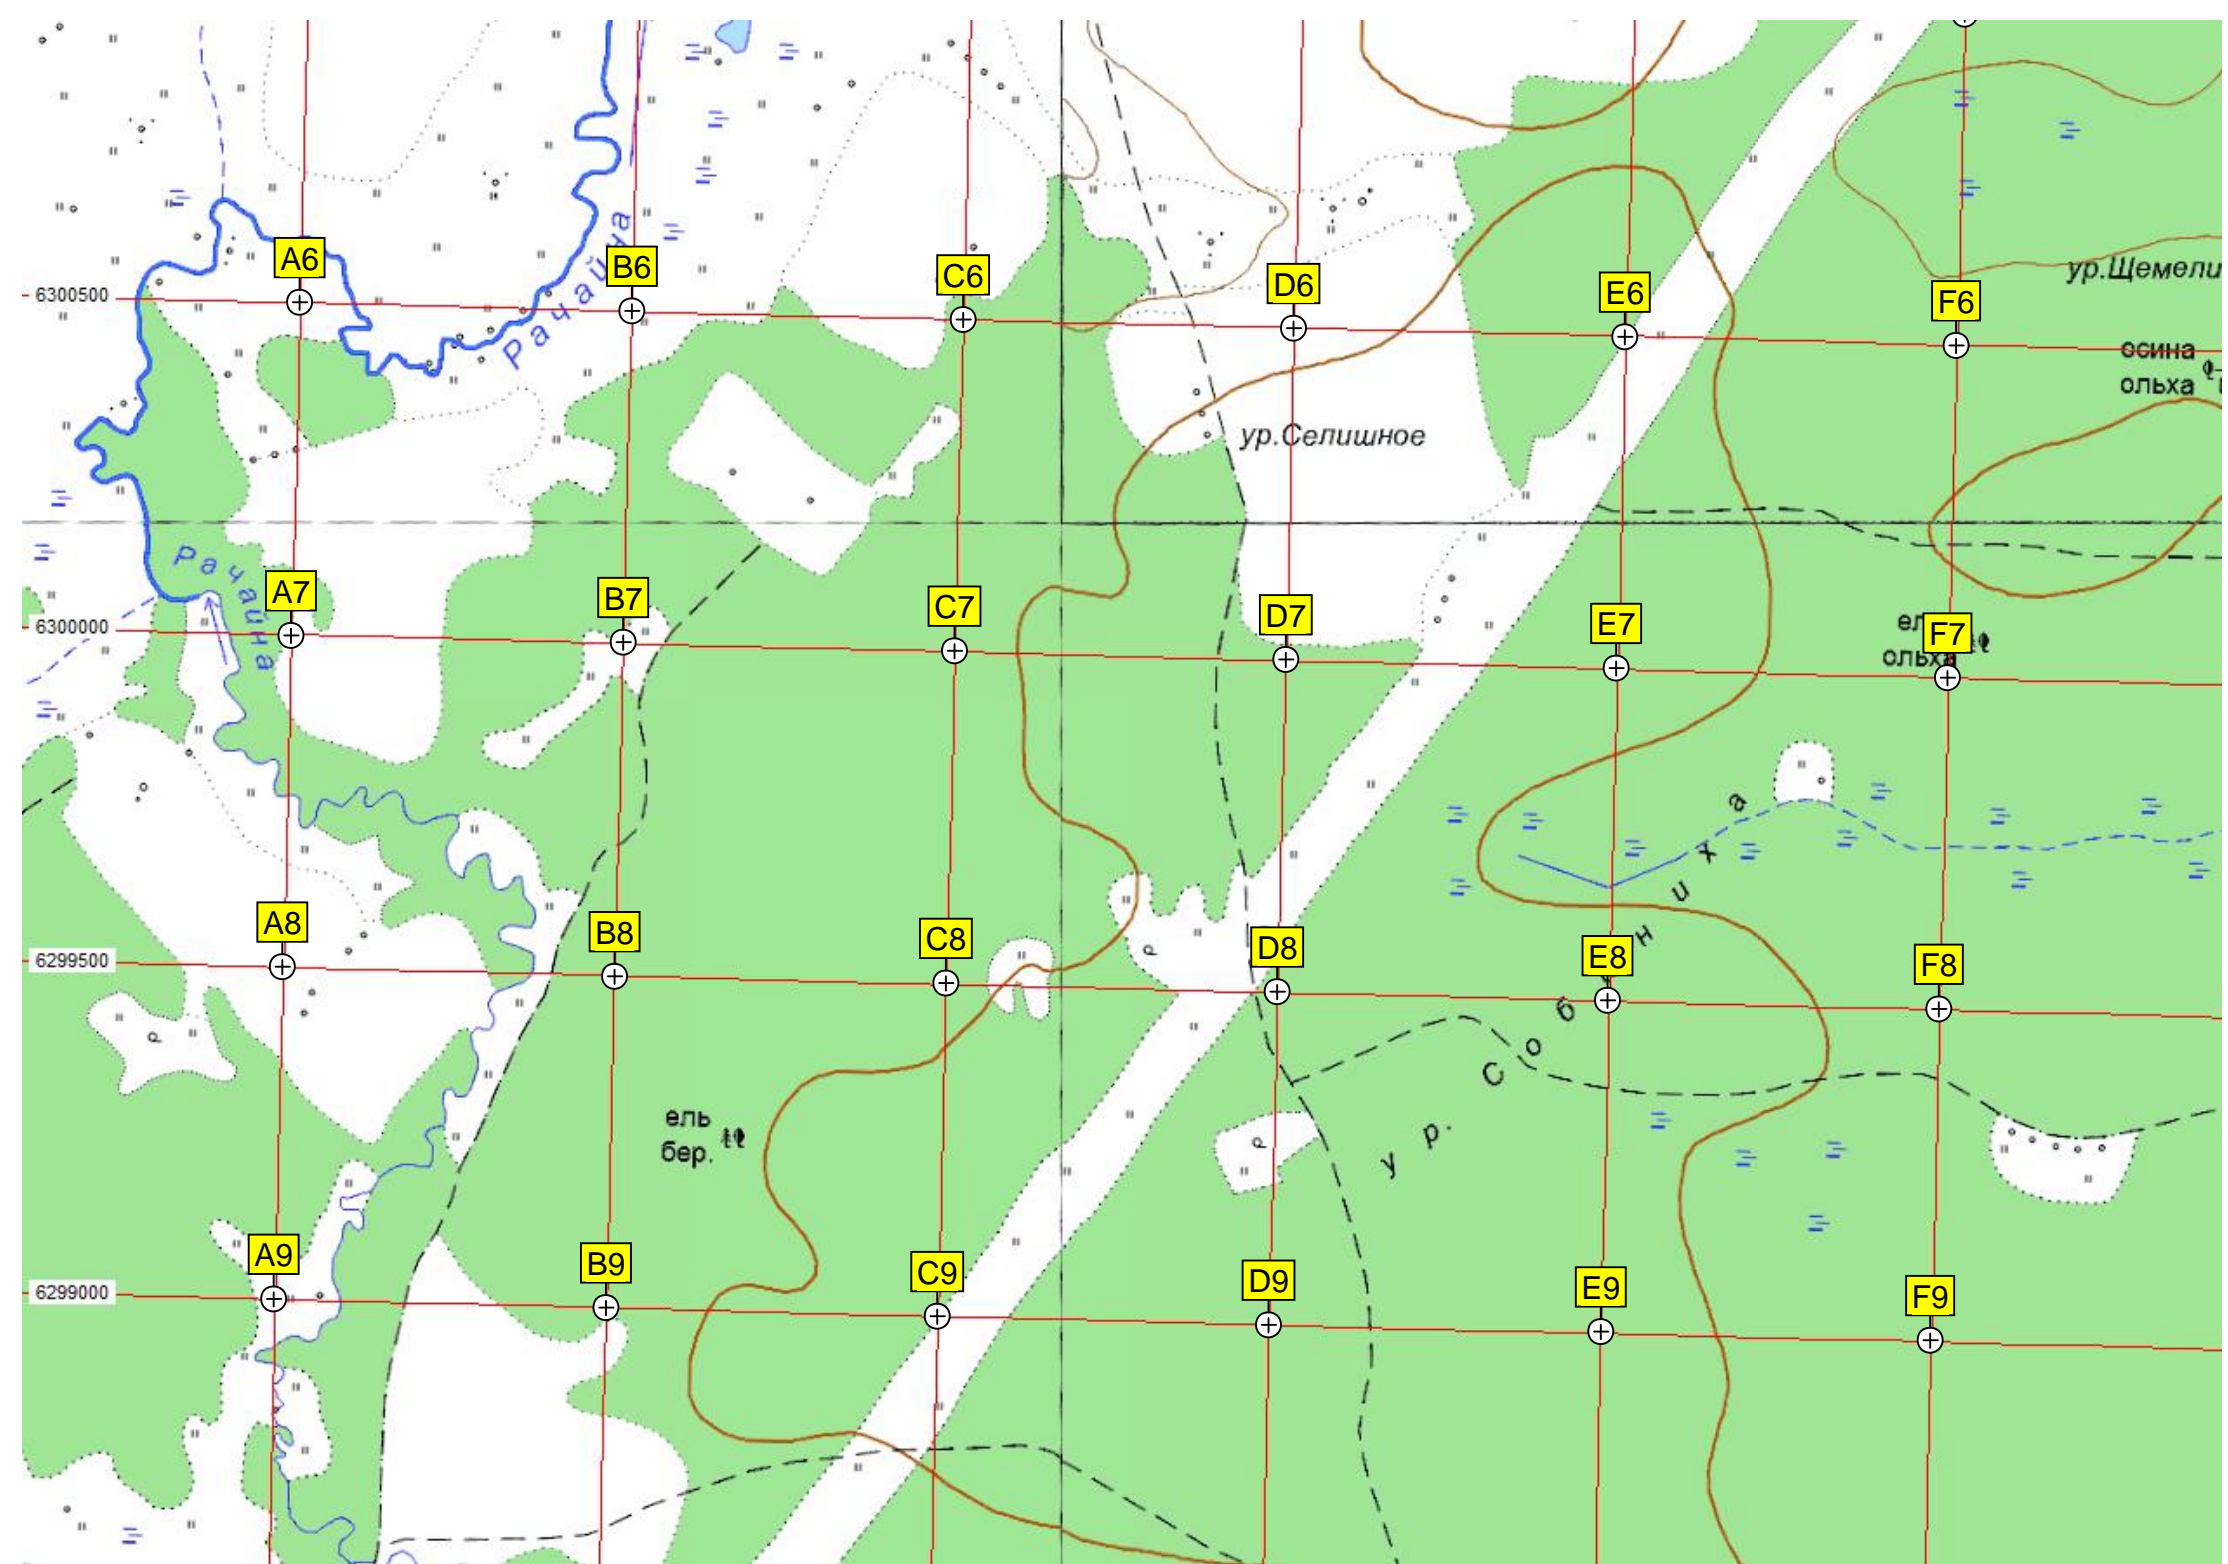 Рачайна
A6
B6
C6
D6
E6
F6
ур.Щемели
6300500
осина
ольха
ур.Селишное
Рачайна
A7
B7
C7
D7
E7
F7
6300000
ольха
A8
B8
C8
D8
E8
F8
6299500
ур. Собинуха
ель
бер.
A9
B9
C9
D9
E9
F9
6299000